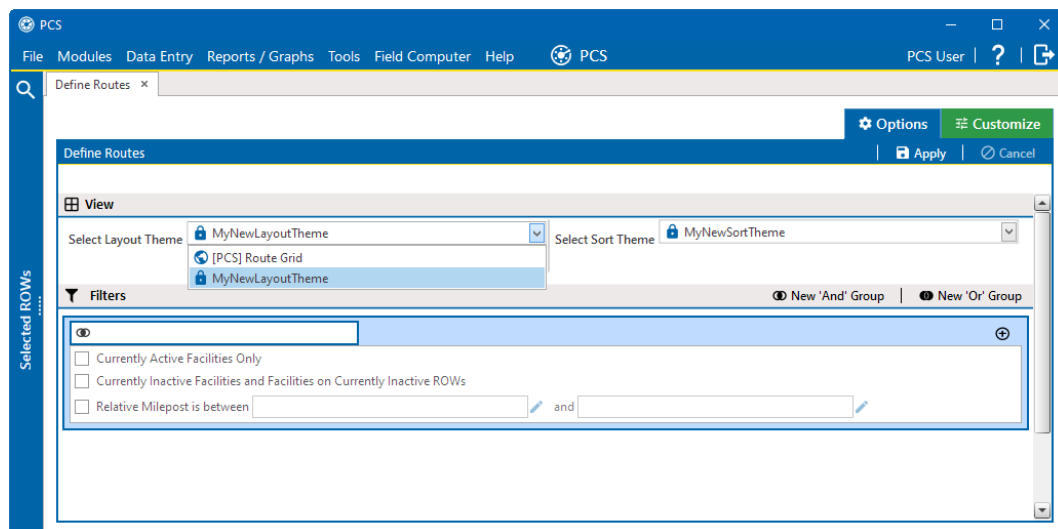 PCS
File Modules Data Entry Reports / Graphs Tools Field Computer Help PCS PCS User ?
Define Routes ×
Options Customize
Define Routes Apply Cancel
View
Select Layout Theme MyNewLayoutTheme Select Sort Theme MyNewSortTheme
[PCS] Route Grid
MyNewLayoutTheme
Filters New 'And' Group New 'Or' Group
Currently Active Facilities Only
Currently Inactive Facilities and Facilities on Currently Inactive ROWs
Relative Milepost is between and
Selected ROWs